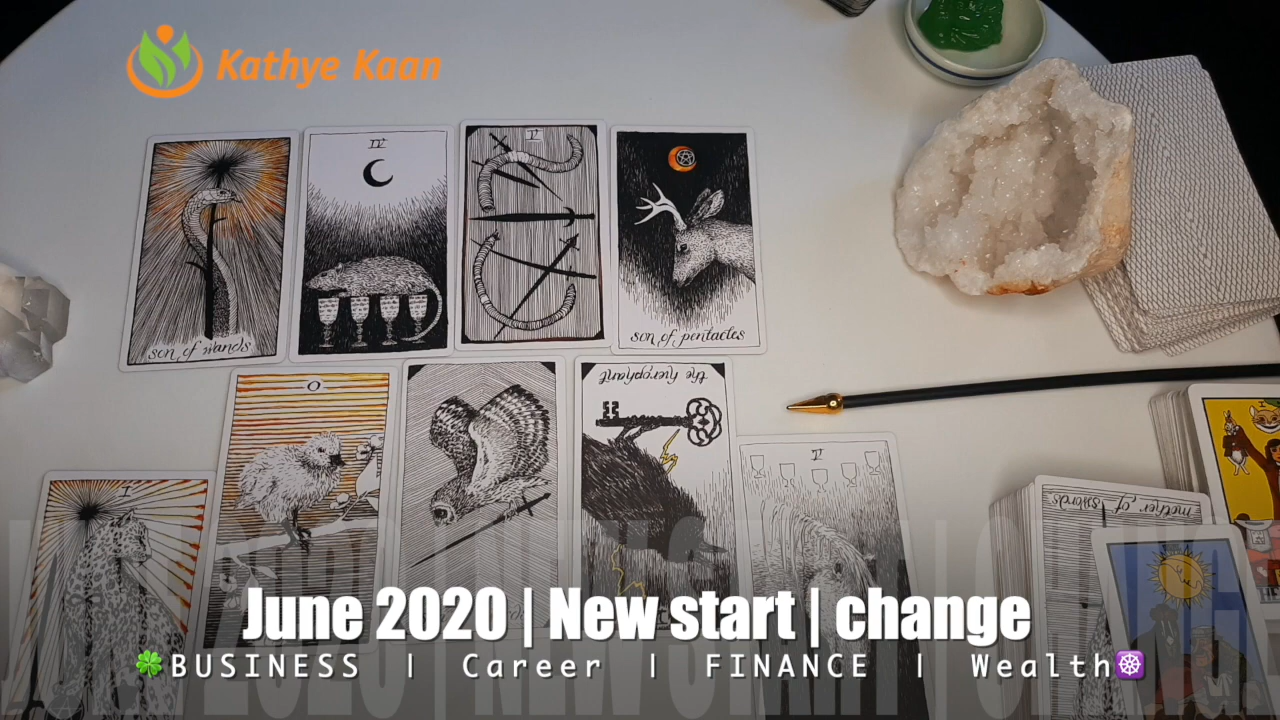 Kathye Kaan
IV
V
son of wands
son of pentacles
0
the hierophant
I
mother of swords
June 2020 | New start | change
🍀BUSINESS | Career | FINANCE | Wealth☸️